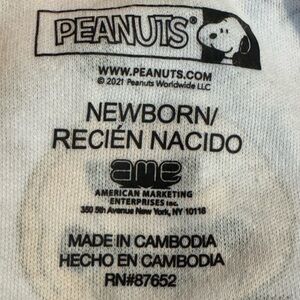 PEANUTS®
WWW.PEANUTS.COM
© 2021 Peanuts Worldwide LLC
NEWBORN/
RECIÉN NACIDO
ame
AMERICAN MARKETING
ENTERPRISES Inc.
350 5th Avenue New York, NY 10118
MADE IN CAMBODIA
HECHO EN CAMBODIA
RN#87652